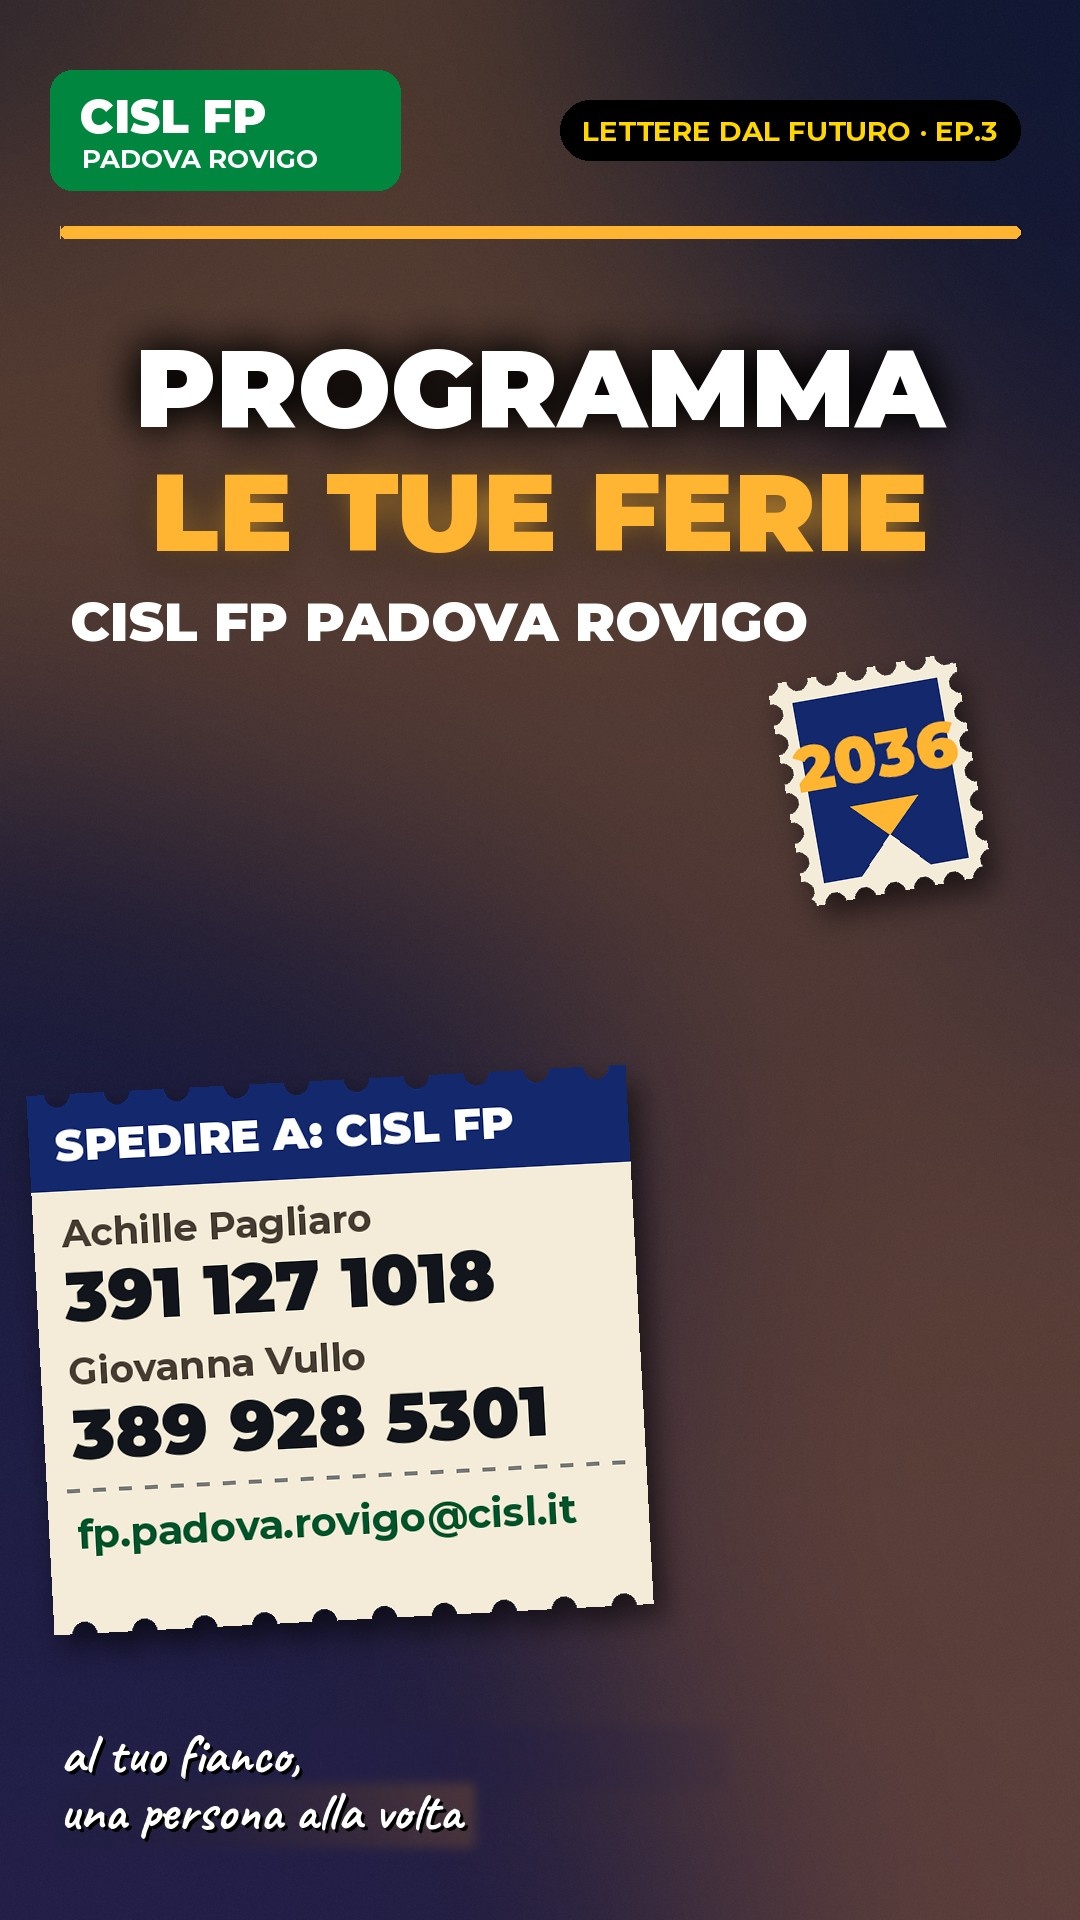 CISL FP
PADOVA ROVIGO
LETTERE DAL FUTURO · EP.3
PROGRAMMA
LE TUE FERIE
CISL FP PADOVA ROVIGO
2036
SPEDIRE A: CISL FP
Achille Pagliaro
391 127 1018
Giovanna Vullo
389 928 5301
fp.padova.rovigo@cisl.it
al tuo fianco,
una persona alla volta